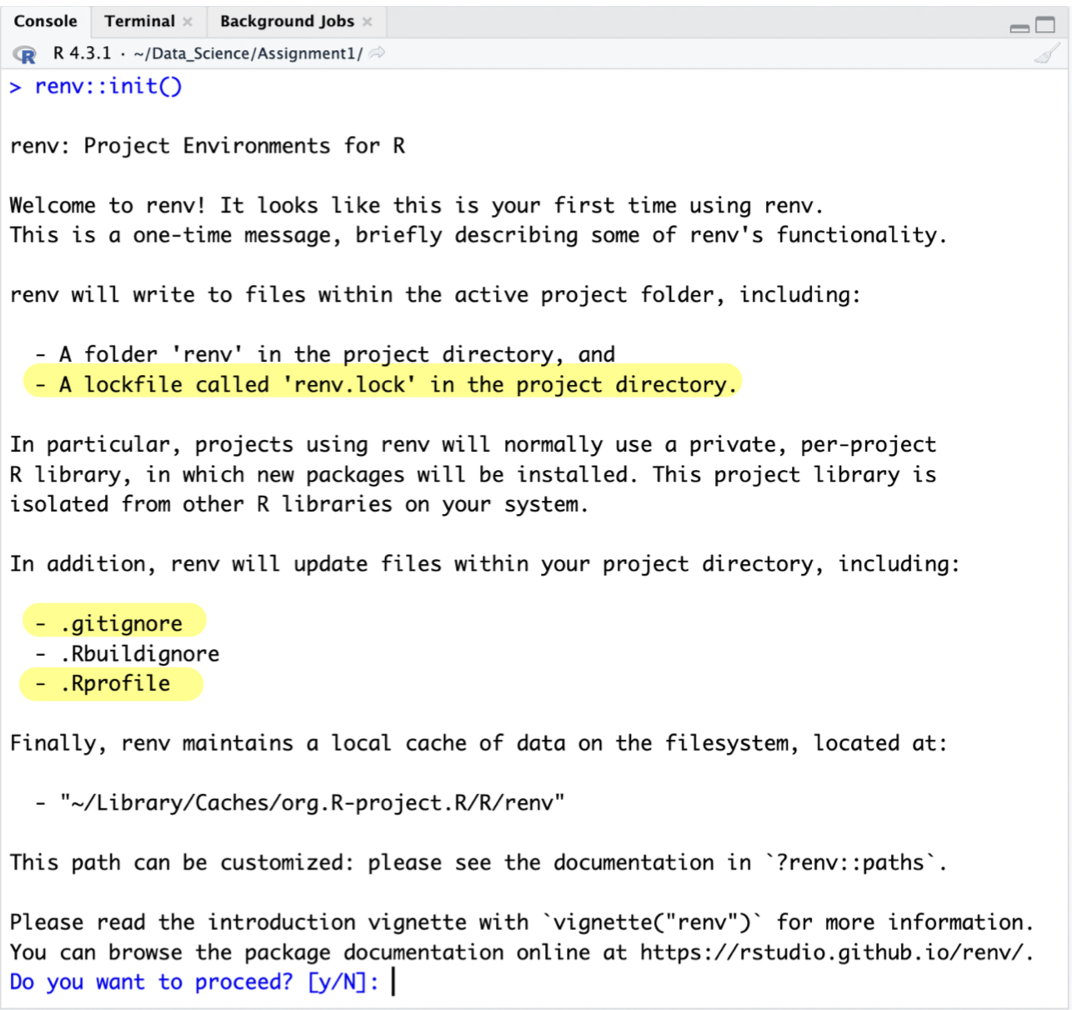 Console Terminal × Background Jobs ×
R R 4.3.1 · ~/Data_Science/Assignment1/
> renv::init()
renv: Project Environments for R
Welcome to renv! It looks like this is your first time using renv.
This is a one-time message, briefly describing some of renv's functionality.
renv will write to files within the active project folder, including:
- A folder 'renv' in the project directory, and
- A lockfile called 'renv.lock' in the project directory.
In particular, projects using renv will normally use a private, per-project
R library, in which new packages will be installed. This project library is
isolated from other R libraries on your system.
In addition, renv will update files within your project directory, including:
- .gitignore
- .Rbuildignore
- .Rprofile
Finally, renv maintains a local cache of data on the filesystem, located at:
- "~/Library/Caches/org.R-project.R/R/renv"
This path can be customized: please see the documentation in `?renv::paths`.
Please read the introduction vignette with `vignette("renv")` for more information.
You can browse the package documentation online at https://rstudio.github.io/renv/.
Do you want to proceed? [y/N]: